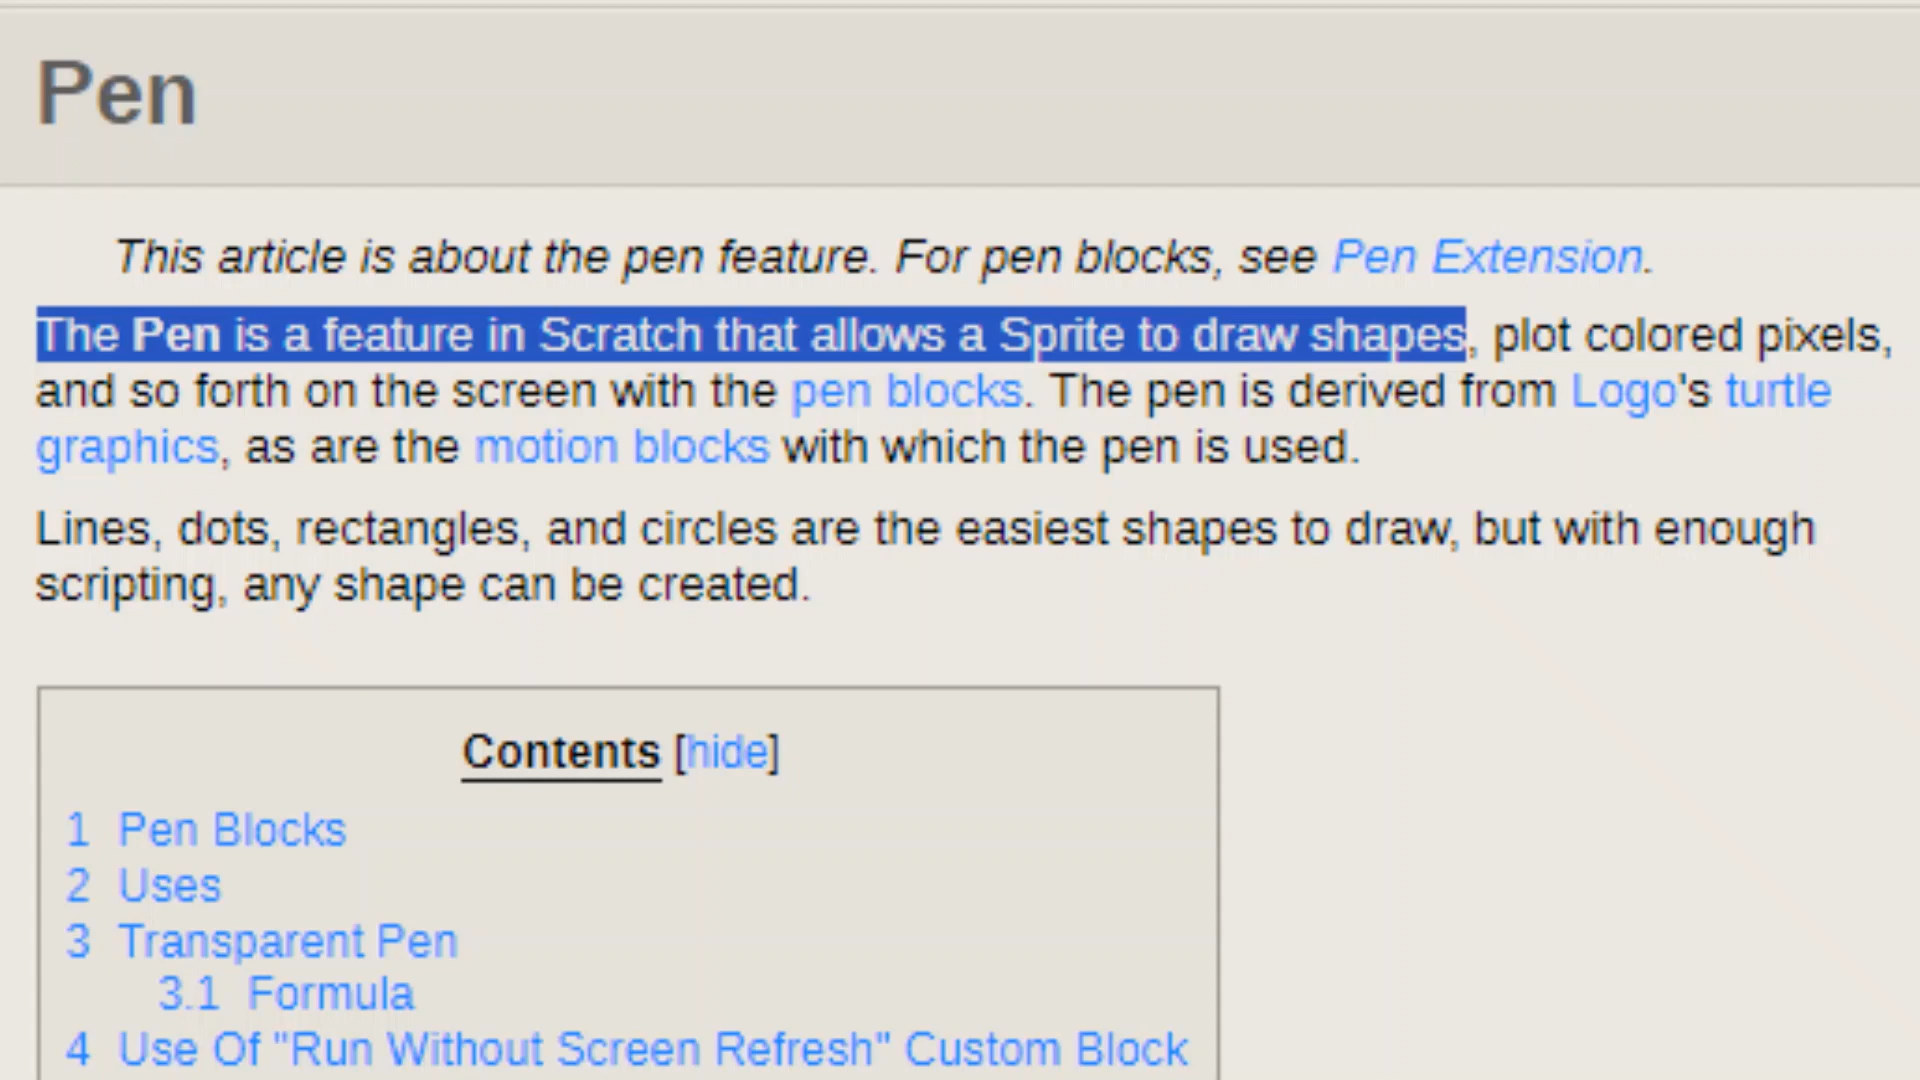 Pen
This article is about the pen feature. For pen blocks, see Pen Extension.
The Pen is a feature in Scratch that allows a Sprite to draw shapes, plot colored pixels,
and so forth on the screen with the pen blocks. The pen is derived from Logo's turtle
graphics, as are the motion blocks with which the pen is used.
Lines, dots, rectangles, and circles are the easiest shapes to draw, but with enough
scripting, any shape can be created.
Contents [hide]
1 Pen Blocks
2 Uses
3 Transparent Pen
3.1 Formula
4 Use Of "Run Without Screen Refresh" Custom Block